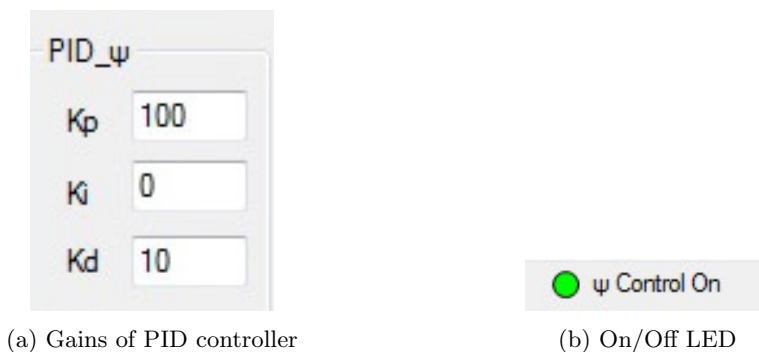 PID_ψ
Kp 100
Ki 0
Kd 10
ψ Control On
(a) Gains of PID controller
(b) On/Off LED